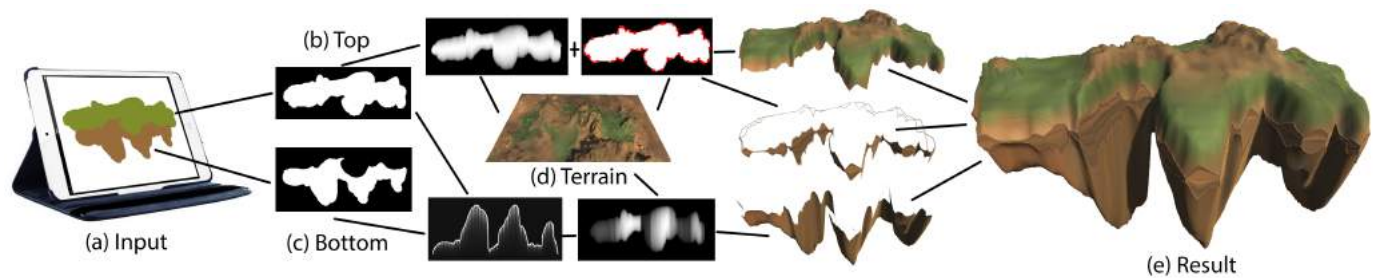 (a) Input
(b) Top
(c) Bottom
+
(d) Terrain
(e) Result